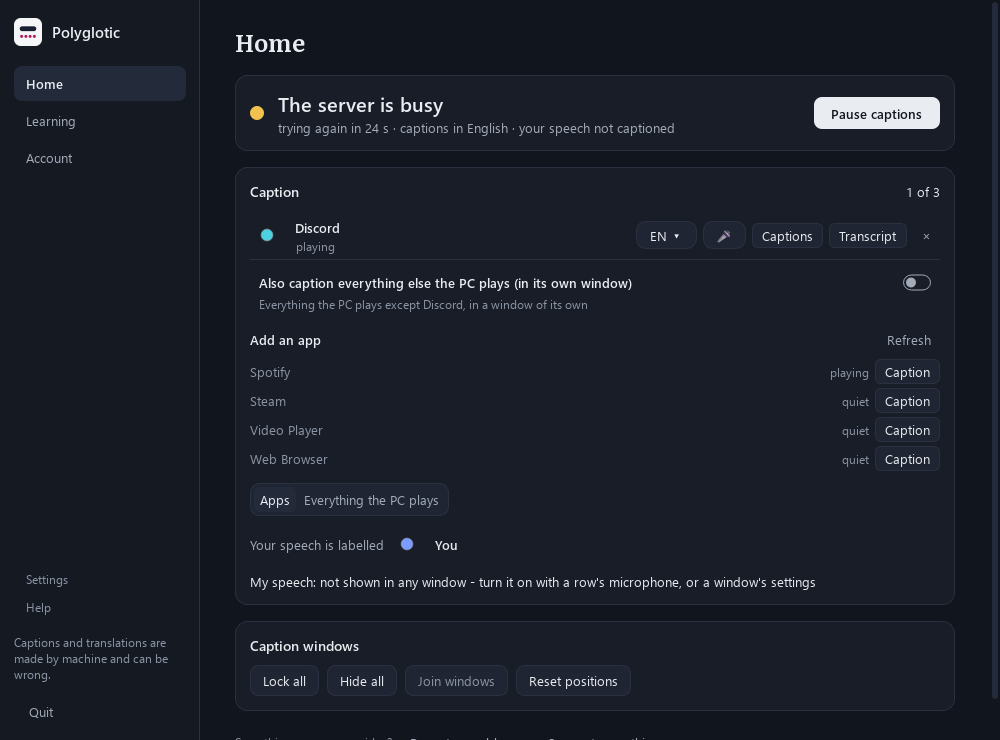 Polyglotic
Home
Learning
Account
Settings
Help
Captions and translations are
made by machine and can be
wrong.
Quit
Home
The server is busy
trying again in 24 s · captions in English · your speech not captioned
Pause captions
Caption
1 of 3
Discord
playing
EN ▾
Captions
Transcript
×
Also caption everything else the PC plays (in its own window)
Everything the PC plays except Discord, in a window of its own
Add an app
Refresh
Spotify
playing
Caption
Steam
quiet
Caption
Video Player
quiet
Caption
Web Browser
quiet
Caption
Apps
Everything the PC plays
Your speech is labelled
You
My speech: not shown in any window - turn it on with a row's microphone, or a window's settings
Caption windows
Lock all
Hide all
Join windows
Reset positions